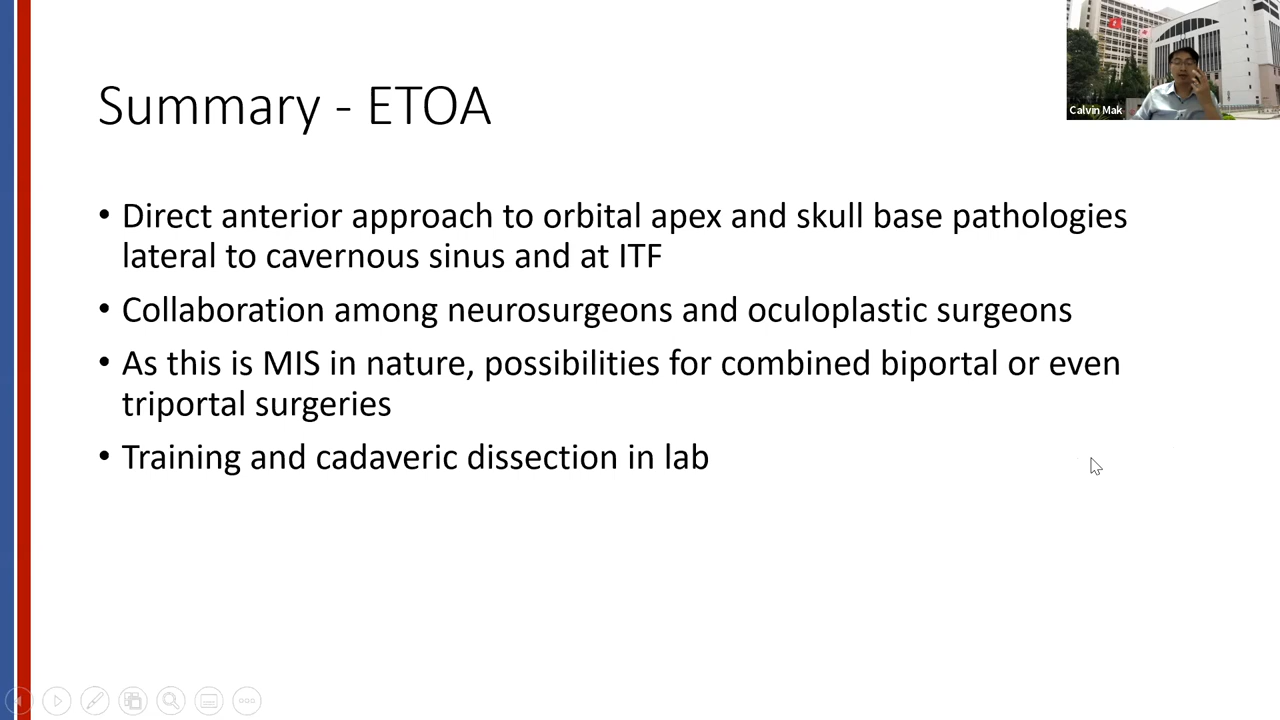 Summary - ETOA
Calvin Mak
• Direct anterior approach to orbital apex and skull base pathologies
lateral to cavernous sinus and at ITF
• Collaboration among neurosurgeons and oculoplastic surgeons
• As this is MIS in nature, possibilities for combined biportal or even
triportal surgeries
• Training and cadaveric dissection in lab